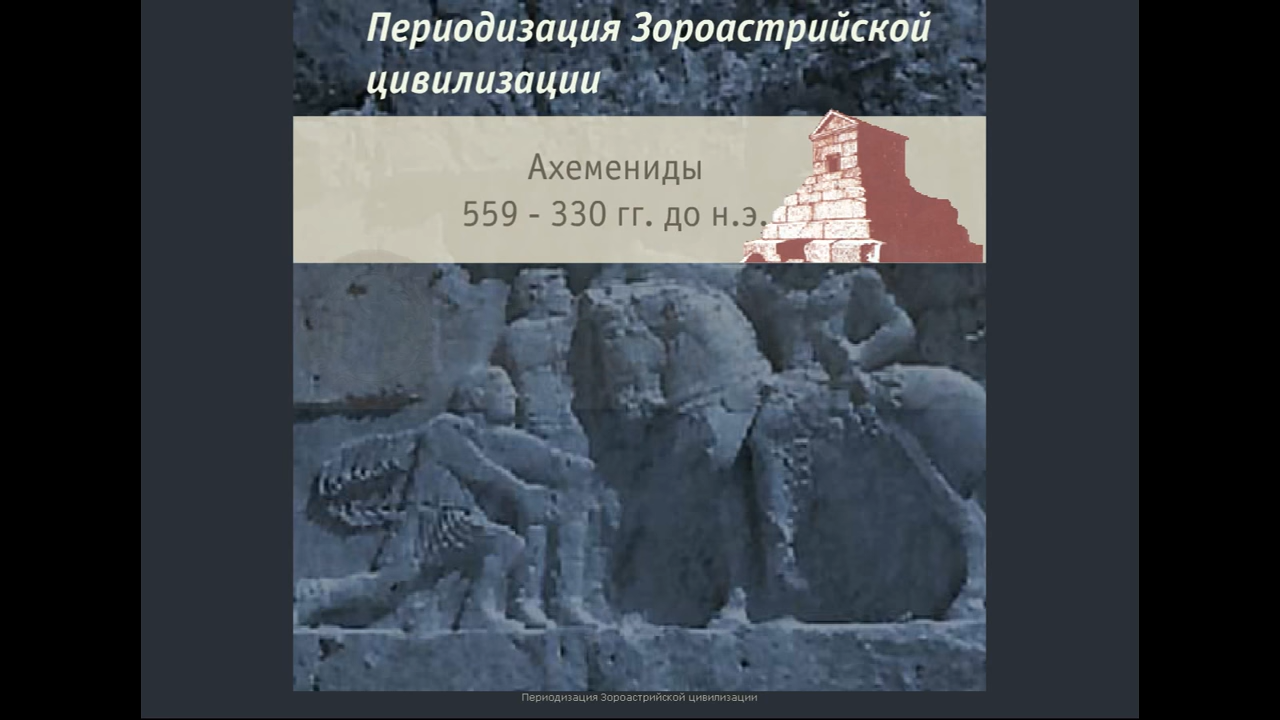 Периодизация Зороастрийской
цивилизации
Ахемениды
559 - 330 гг. до н.э.
Периодизация Зороастрийской цивилизации